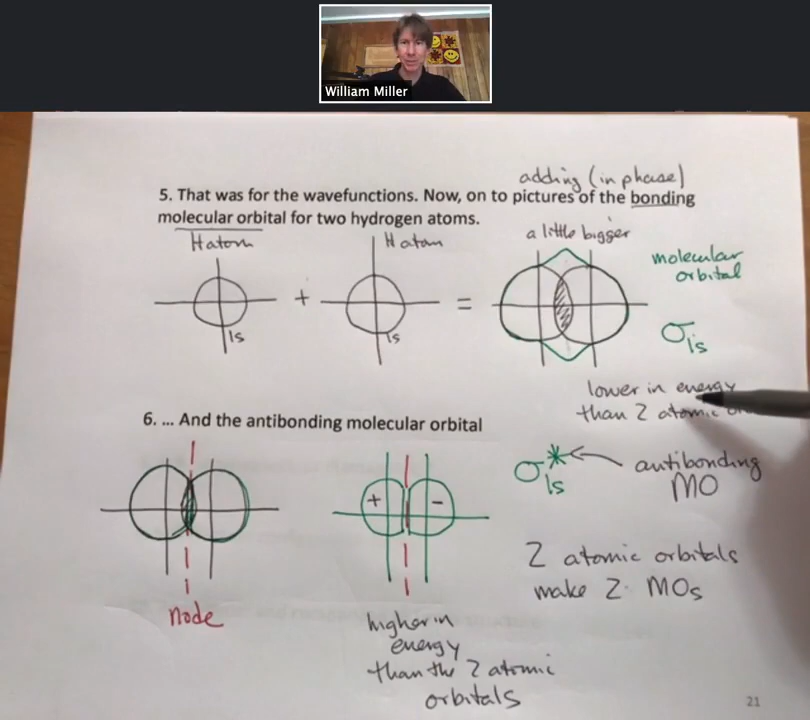 William Miller
adding (in phase)
5. That was for the wavefunctions. Now, on to pictures of the bonding
molecular orbital for two hydrogen atoms.
H atom
H atom
a little bigger
molecular
orbital
+
=
1s
1s
σ1s
lower in energy
than 2 atomic
6. ... And the antibonding molecular orbital
+
-
σ*1s
antibonding
MO
2 atomic orbitals
make 2 MOs
node
higher in
energy
than the 2 atomic
orbitals
21